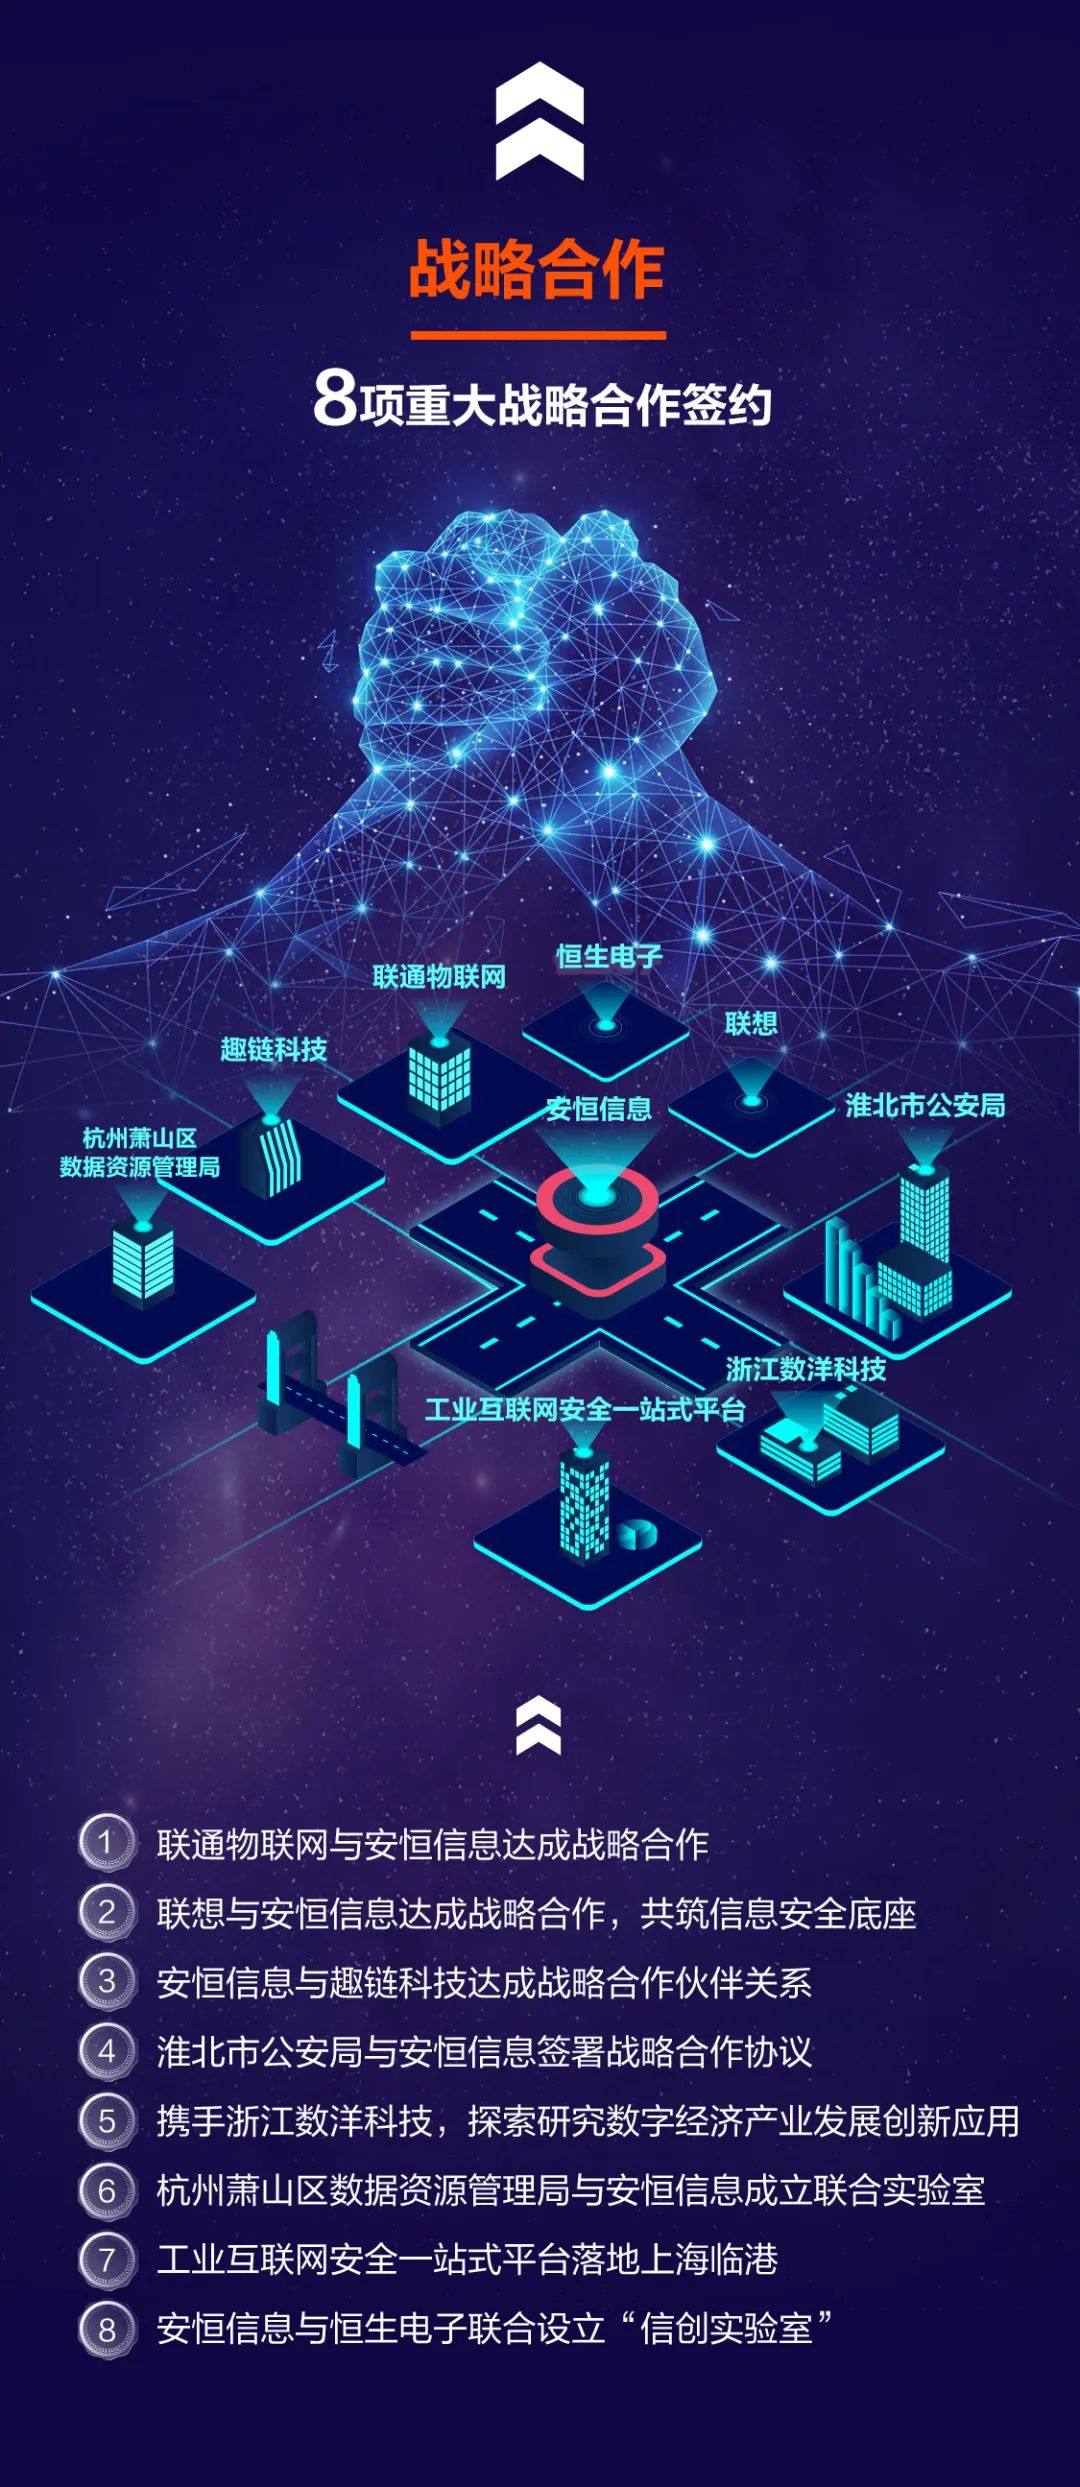 战略合作
8项重大战略合作签约
恒生电子
联通物联网
联想
趣链科技
安恒信息
淮北市公安局
杭州萧山区
数据资源管理局
浙江数洋科技
工业互联网安全一站式平台
1 联通物联网与安恒信息达成战略合作
2 联想与安恒信息达成战略合作，共筑信息安全底座
3 安恒信息与趣链科技达成战略合作伙伴关系
4 淮北市公安局与安恒信息签署战略合作协议
5 携手浙江数洋科技，探索研究数字经济产业发展创新应用
6 杭州萧山区数据资源管理局与安恒信息成立联合实验室
7 工业互联网安全一站式平台落地上海临港
8 安恒信息与恒生电子联合设立“信创实验室”